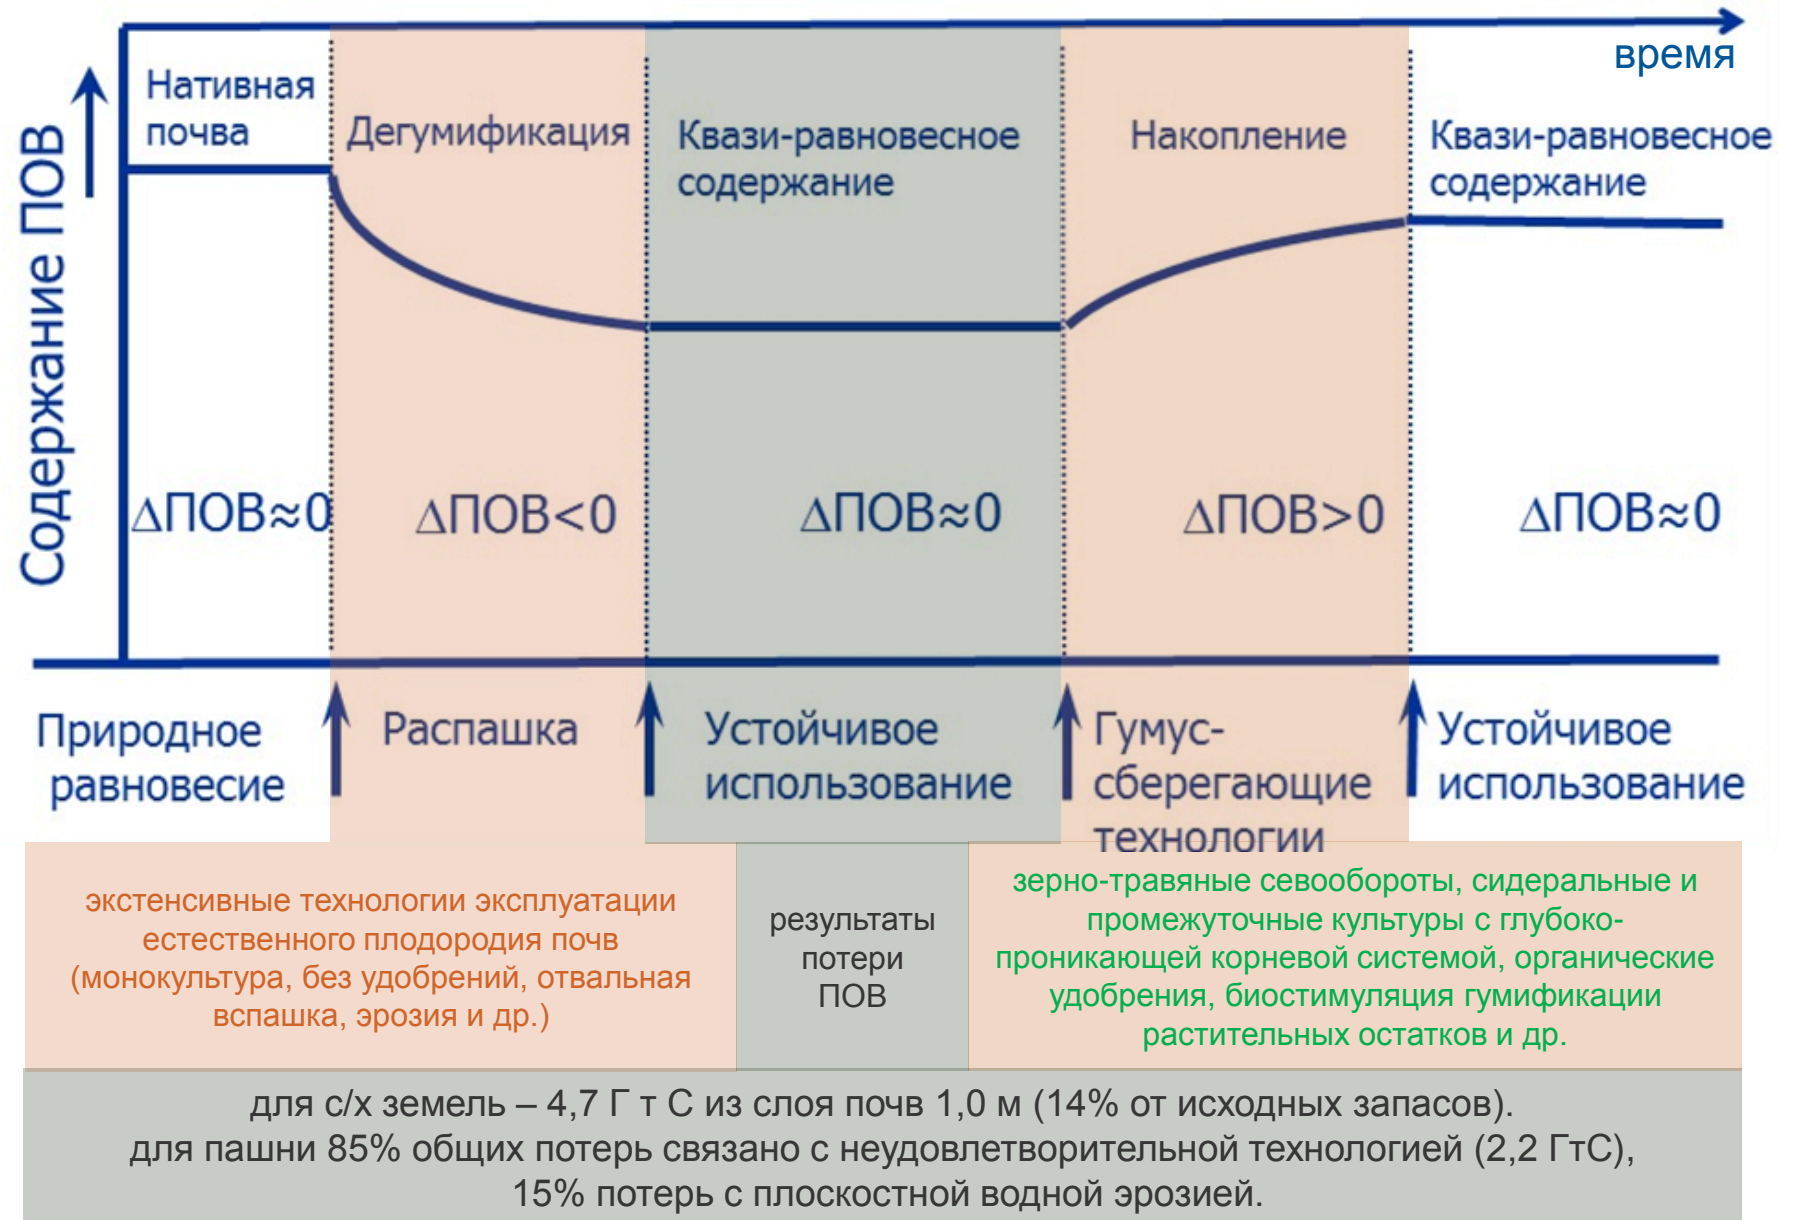 время
Содержание ПОВ
Нативная
почва
Дегумификация
Квази-равновесное
содержание
Накопление
Квази-равновесное
содержание
ΔПОВ≈0
ΔПОВ<0
ΔПОВ≈0
ΔПОВ>0
ΔПОВ≈0
Природное
равновесие
Распашка
Устойчивое
использование
Гумус-
сберегающие
технологии
Устойчивое
использование
экстенсивные технологии эксплуатации
естественного плодородия почв
(монокультура, без удобрений, отвальная
вспашка, эрозия и др.)
результаты
потери
ПОВ
зерно-травяные севообороты, сидеральные и
промежуточные культуры с глубоко-
проникающей корневой системой, органические
удобрения, биостимуляция гумификации
растительных остатков и др.
для с/х земель – 4,7 Г т С из слоя почв 1,0 м (14% от исходных запасов).
для пашни 85% общих потерь связано с неудовлетворительной технологией (2,2 ГтС),
15% потерь с плоскостной водной эрозией.